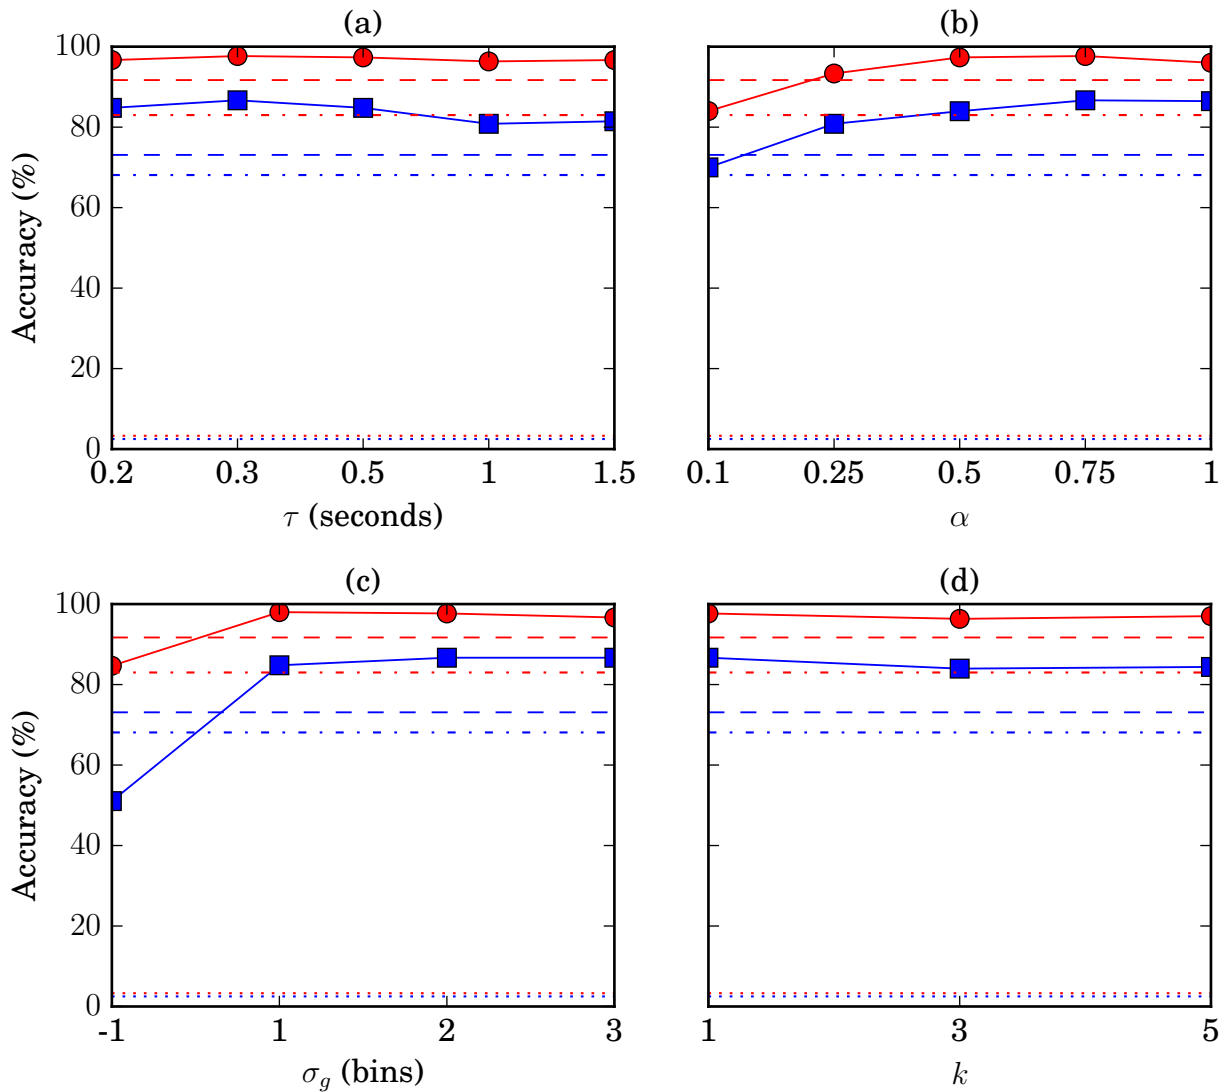 (a)
(b)
100
80
60
40
20
0
Accuracy (%)
0.2 0.3 0.5 1 1.5
0.1 0.25 0.5 0.75 1
τ (seconds)
α
(c)
(d)
100
80
60
40
20
0
Accuracy (%)
-1 1 2 3
1 3 5
σg (bins)
k